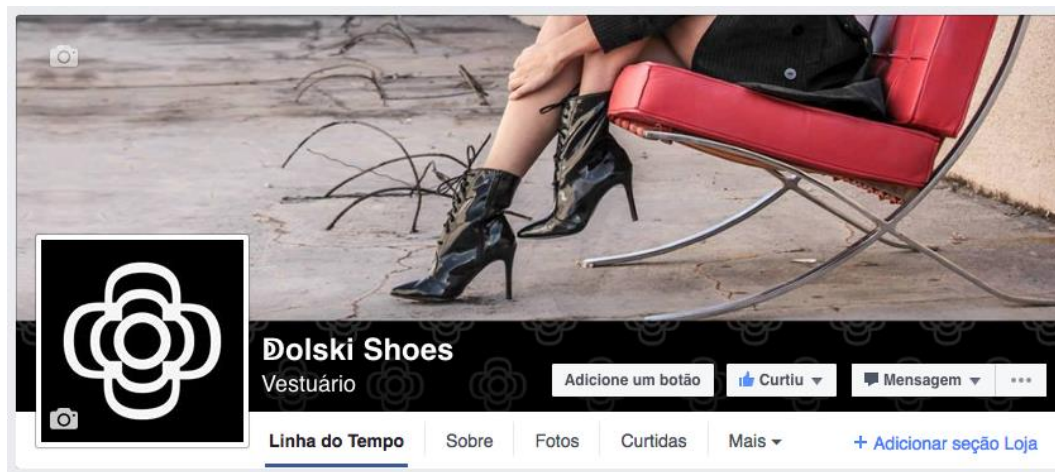 Dolski Shoes
Vestuário
Adicione um botão
Curtiu
Mensagem
Linha do Tempo
Sobre
Fotos
Curtidas
Mais
+ Adicionar seção Loja